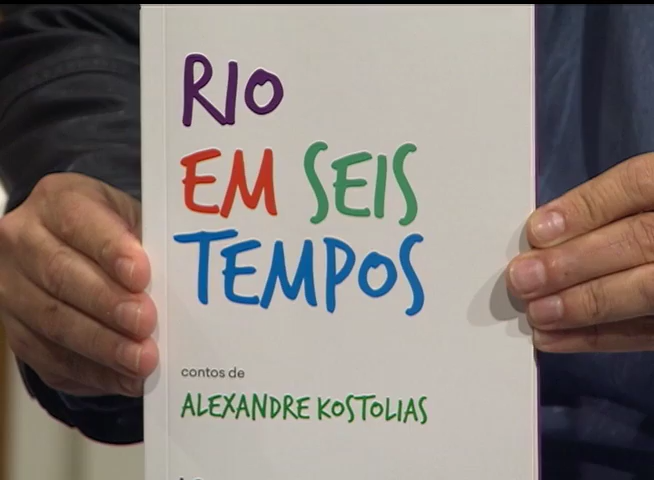 RIO
EM SEIS
TEMPOS
contos de
ALEXANDRE KOSTOLIAS